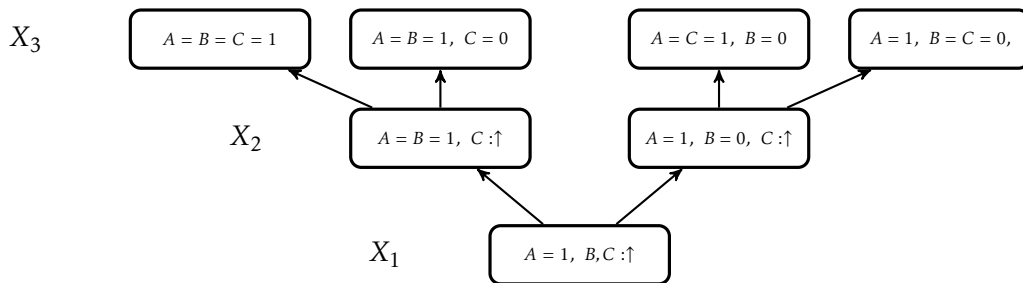 X3 A = B = C = 1 A = B = 1, C = 0 A = C = 1, B = 0 A = 1, B = C = 0,
X2 A = B = 1, C :↑ A = 1, B = 0, C :↑
X1 A = 1, B,C :↑